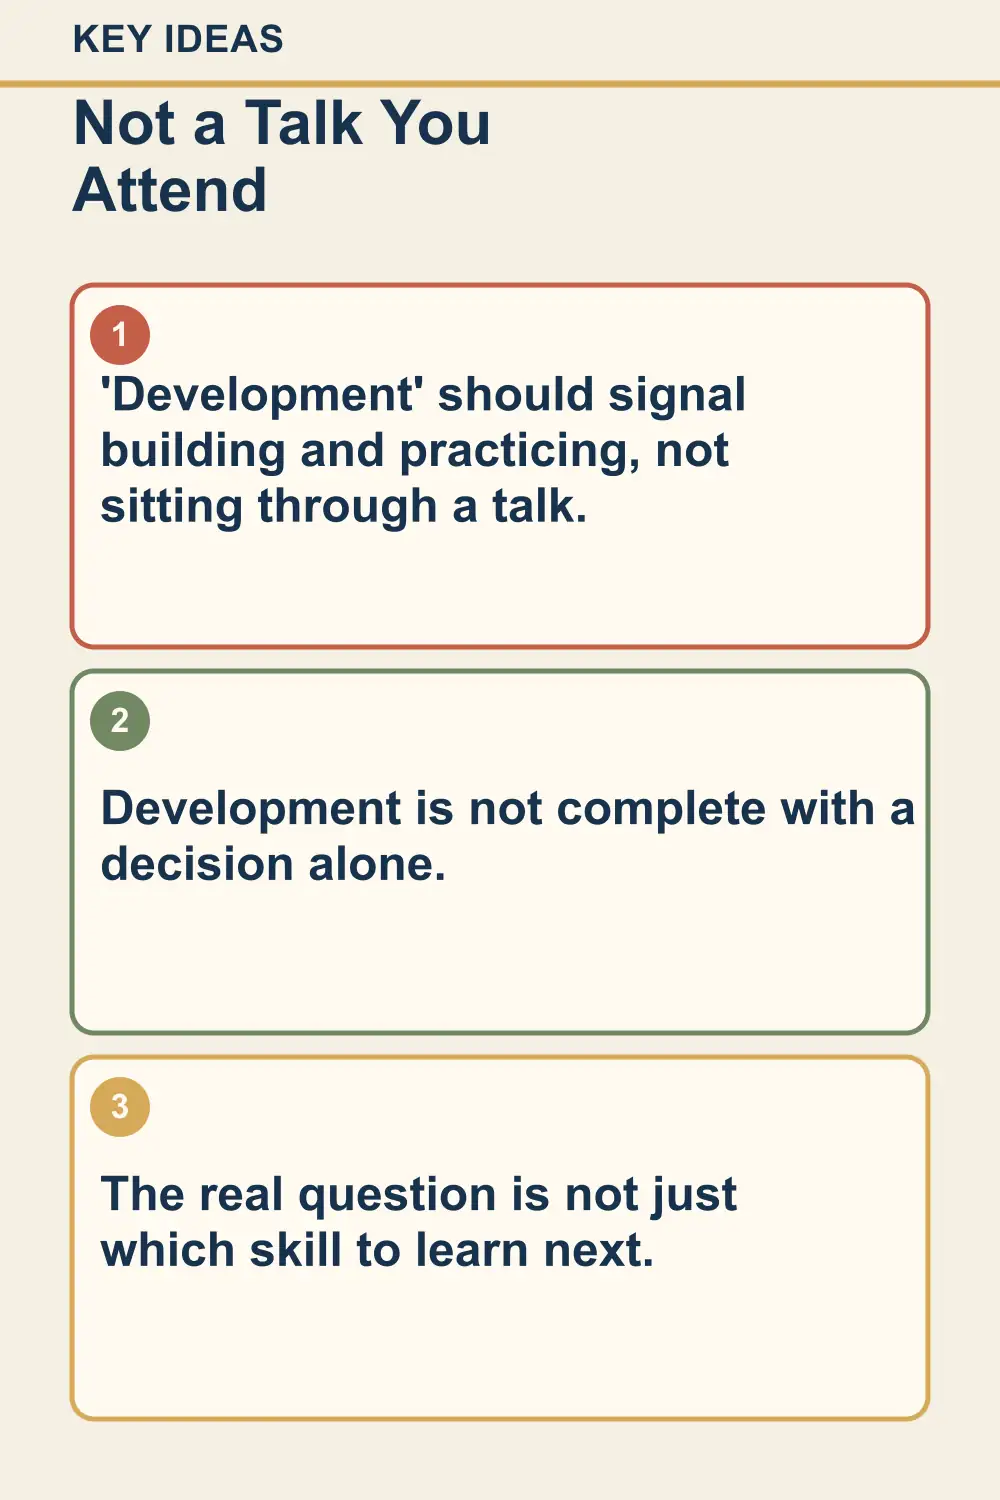 KEY IDEAS
Not a Talk You
Attend
1
'Development' should signal
building and practicing, not
sitting through a talk.
2
Development is not complete with a
decision alone.
3
The real question is not just
which skill to learn next.